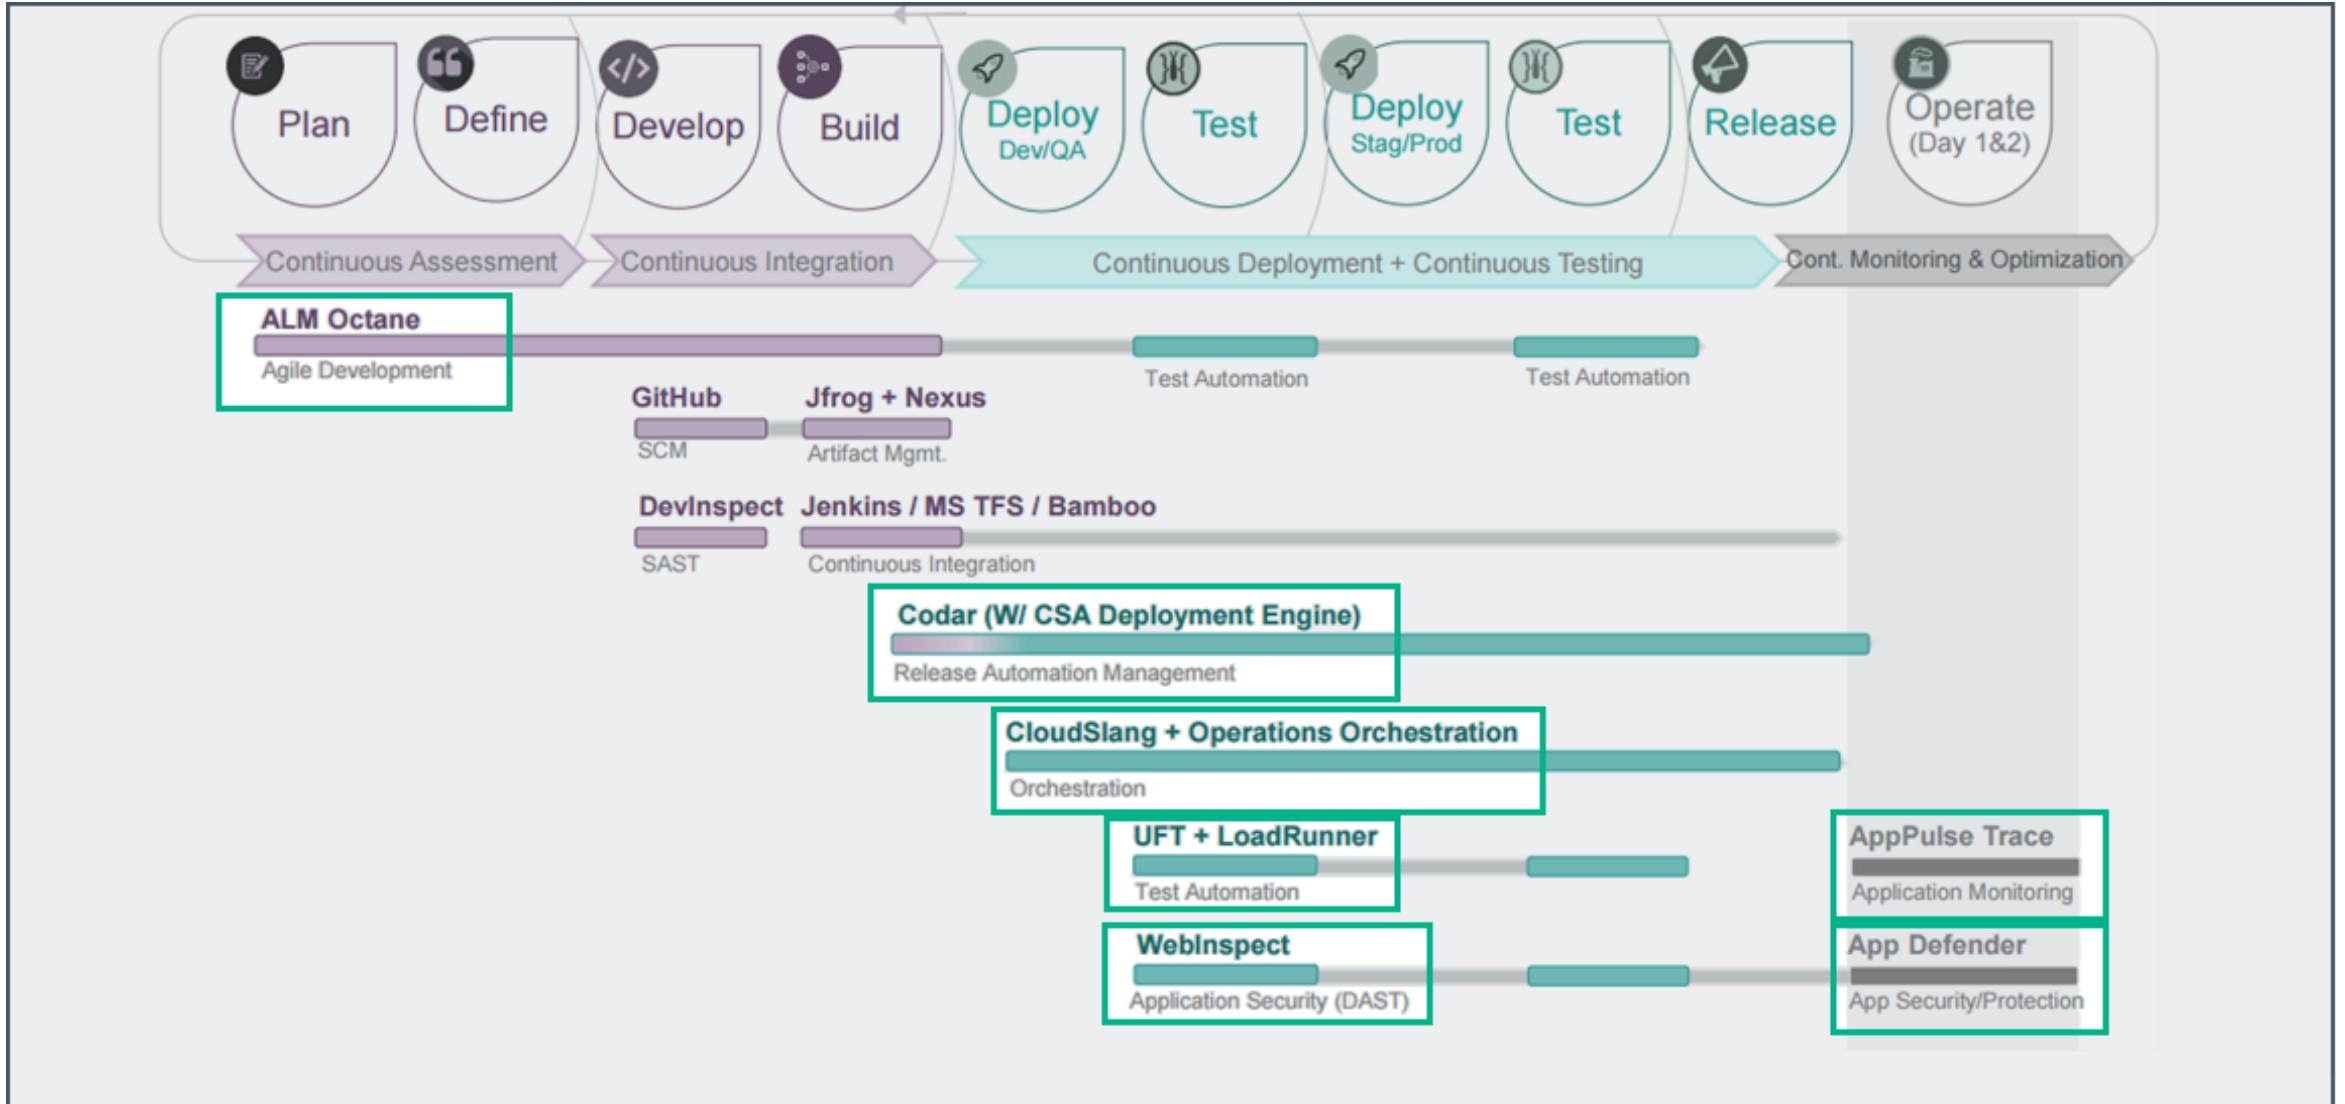 Plan
Define
Develop
Build
Deploy
Dev/QA
Test
Deploy
Stag/Prod
Test
Release
Operate
(Day 1&2)
Continuous Assessment
Continuous Integration
Continuous Deployment + Continuous Testing
Cont. Monitoring & Optimization
ALM Octane
Agile Development
Test Automation
Test Automation
GitHub
SCM
Jfrog + Nexus
Artifact Mgmt.
DevInspect
SAST
Jenkins / MS TFS / Bamboo
Continuous Integration
Codar (W/ CSA Deployment Engine)
Release Automation Management
CloudSlang + Operations Orchestration
Orchestration
UFT + LoadRunner
Test Automation
AppPulse Trace
Application Monitoring
WebInspect
Application Security (DAST)
App Defender
App Security/Protection